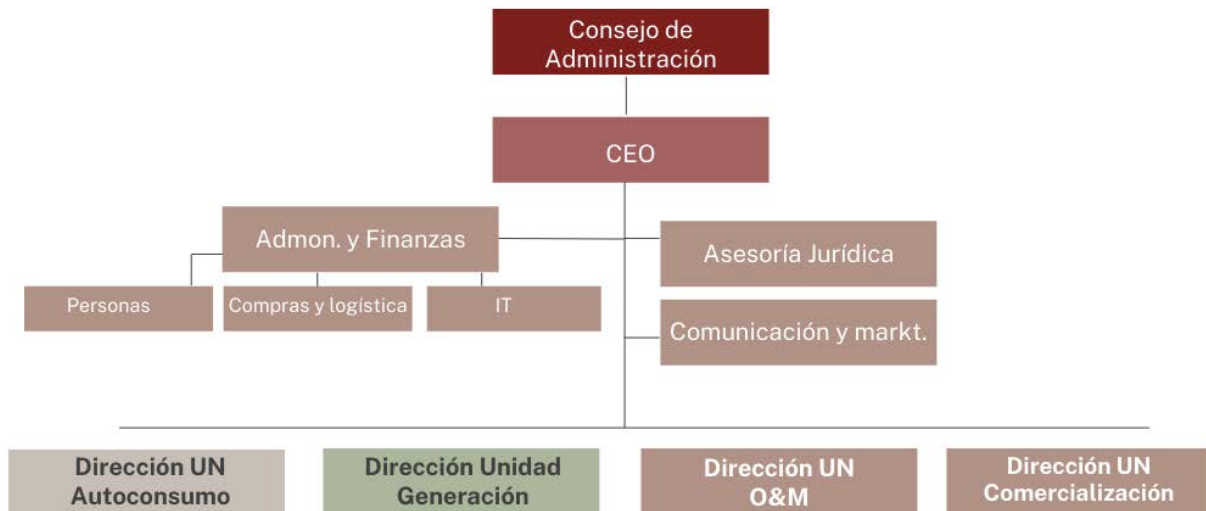 Consejo de
Administración
CEO
Admon. y Finanzas
Asesoría Jurídica
Personas
Compras y logística
IT
Comunicación y markt.
Dirección UN
Autoconsumo
Dirección Unidad
Generación
Dirección UN
O&M
Dirección UN
Comercialización